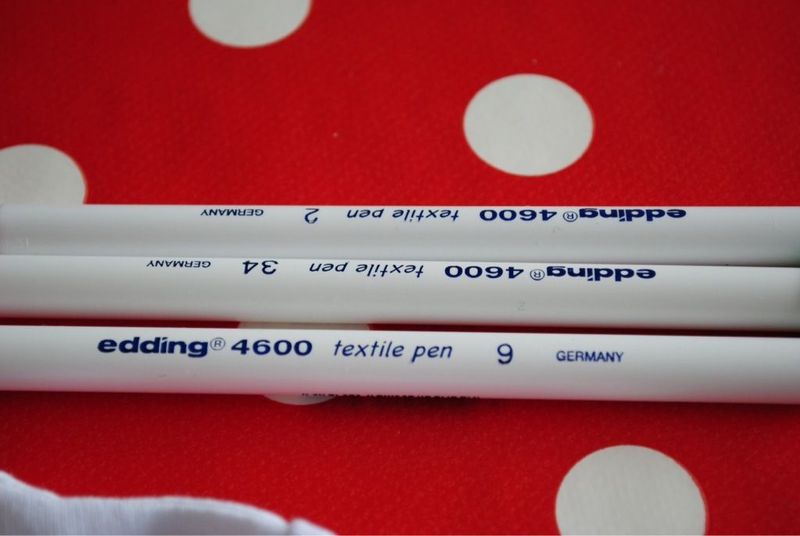 edding® 4600 textile pen 2 GERMANY
edding® 4600 textile pen 34 GERMANY
edding® 4600 textile pen 9 GERMANY